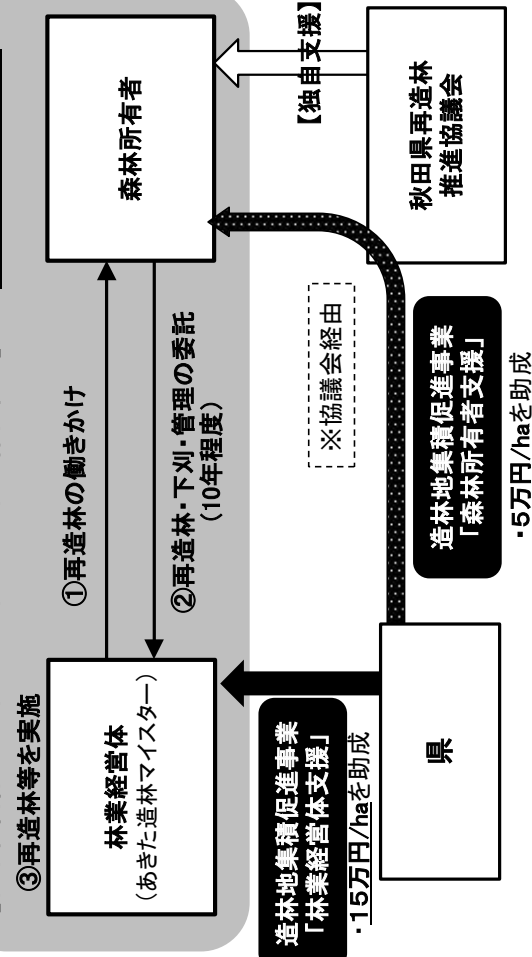 ③再造林等を実施
林業経営体
（あきた造林マイスター）
①再造林の働きかけ
②再造林・下刈・管理の委託
（10年程度）
森林所有者
造林地集積促進事業
「林業経営体支援」
・15万円/haを助成
※協議会経由
【独自支援】
県
造林地集積促進事業
「森林所有者支援」
・5万円/haを助成
秋田県再造林
推進協議会